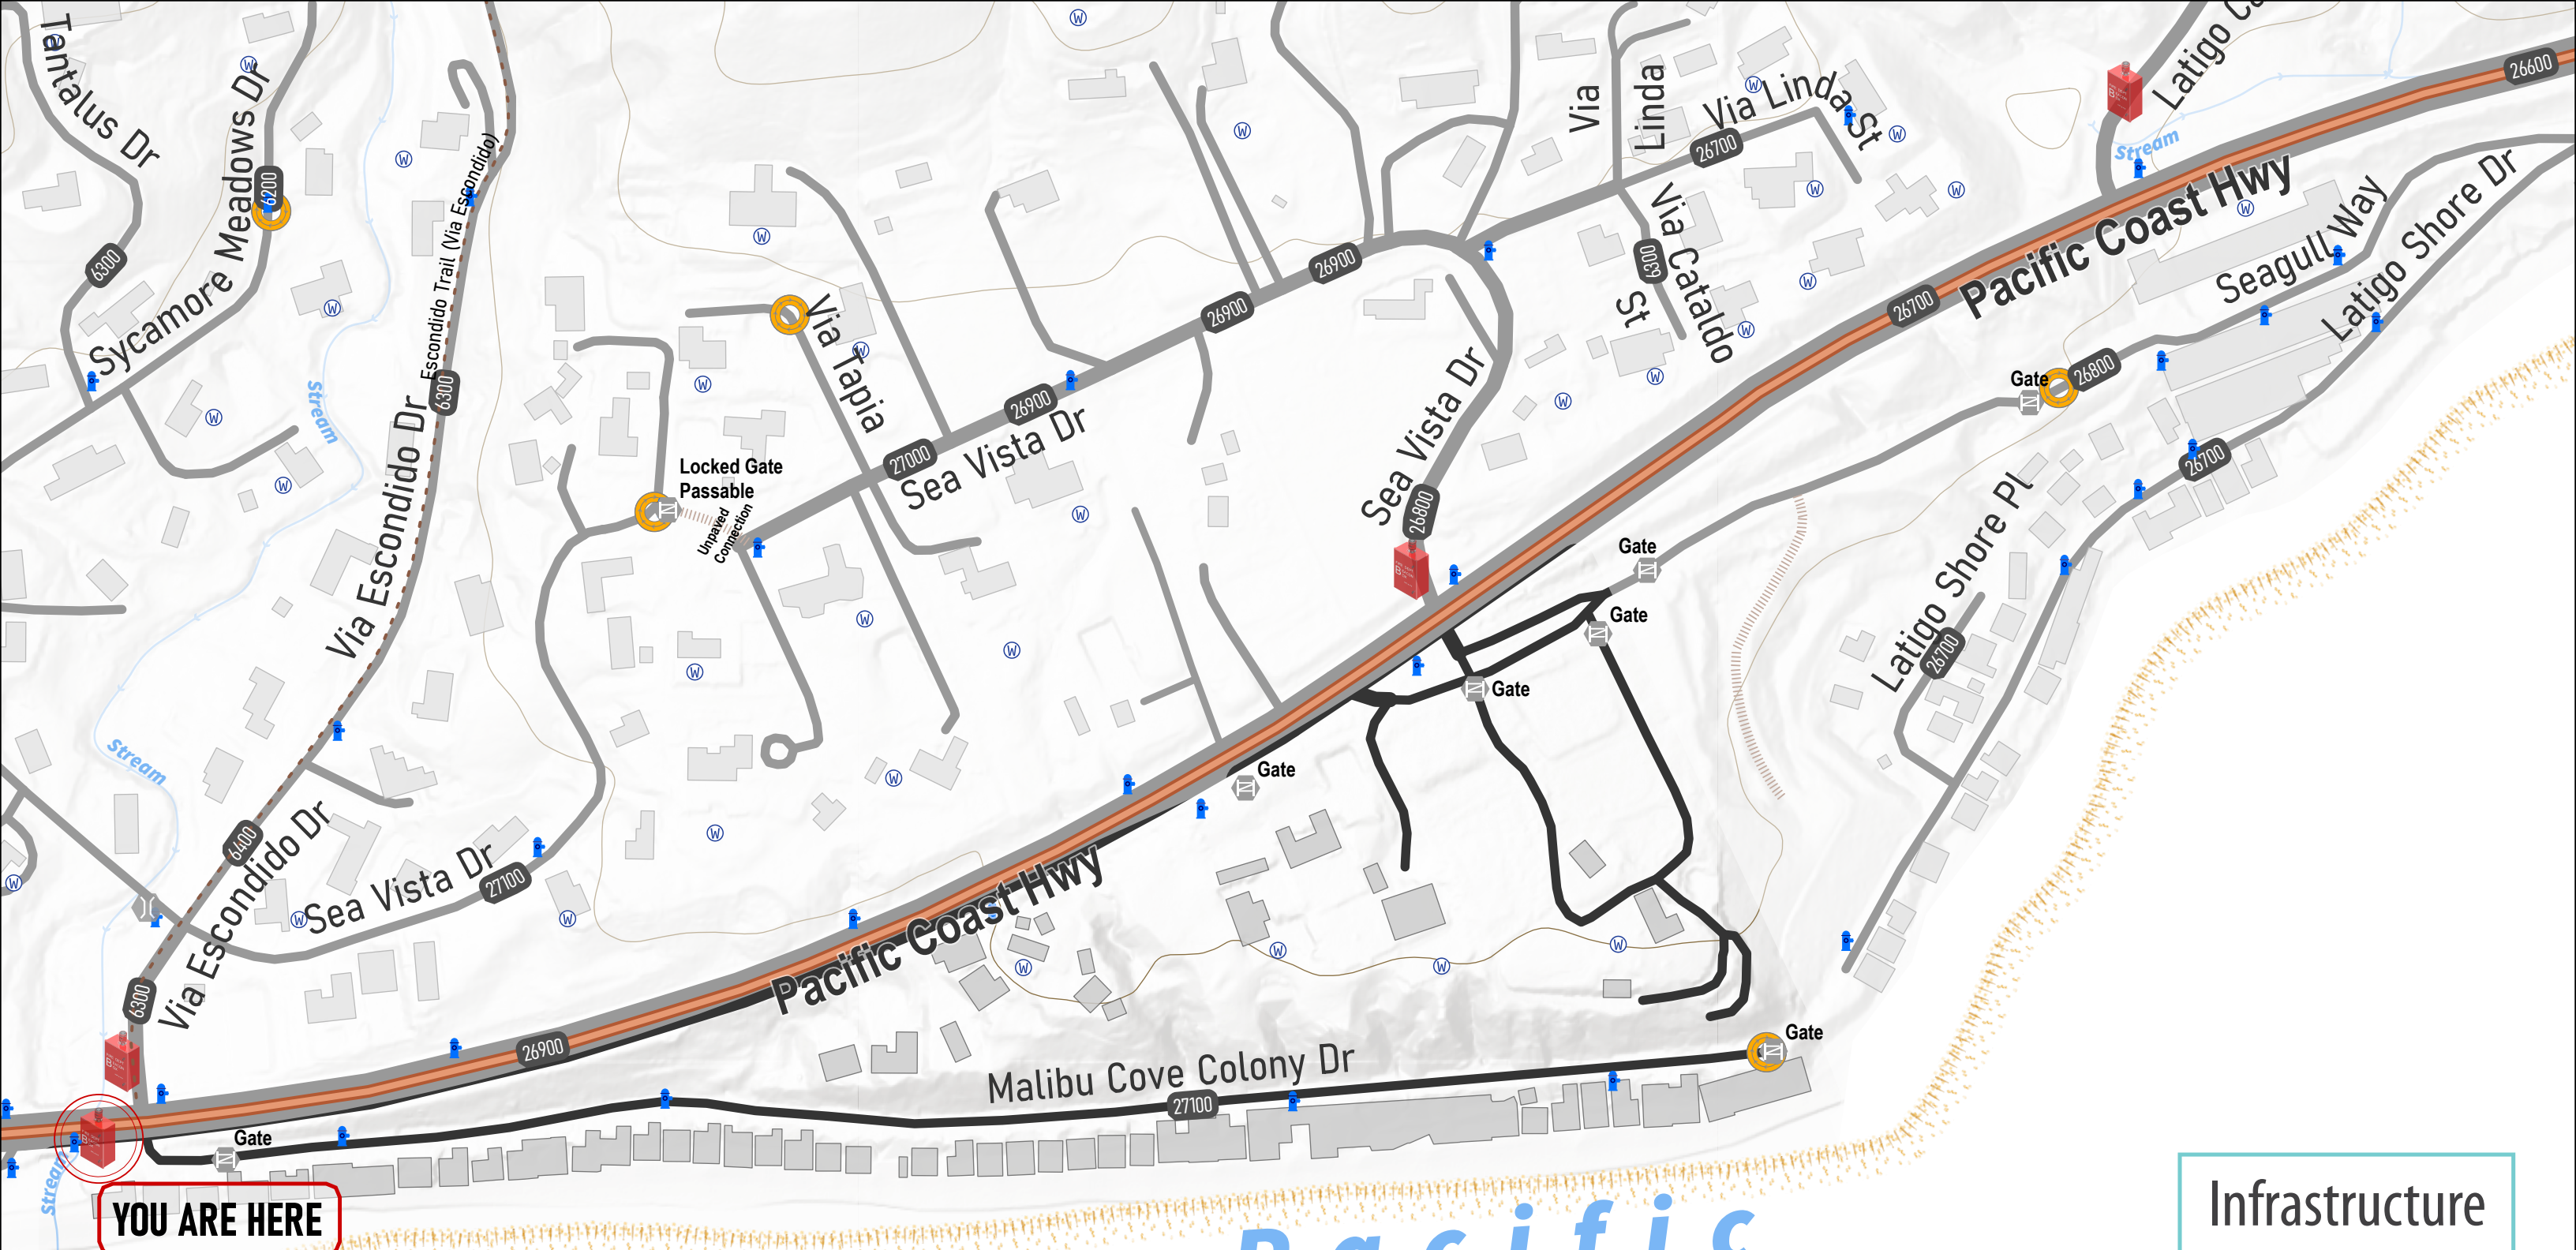 Tantalus Dr
6300
Sycamore Meadows Dr
6200
Stream
Escondido Trail (Via Escondido)
6300
Via Escondido Dr
Stream
6400
Via Escondido Dr
6300
Sea Vista Dr
27100
Locked Gate
Passable
Unpaved
Connection
Via Tapia
27000
26900
Sea Vista Dr
26900
26900
Sea Vista Dr
26800
Via
Linda
26700
Via Linda St
Via Cataldo
St
6300
Latigo
Stream
26600
Pacific Coast Hwy
26700
Seagull Way
Latigo Shore Dr
Gate
26800
26700
Latigo Shore Pl
26700
Gate
Gate
Gate
Gate
Pacific Coast Hwy
26900
Malibu Cove Colony Dr
27100
Gate
Gate
Stream
YOU ARE HERE
Pacific
Infrastructure